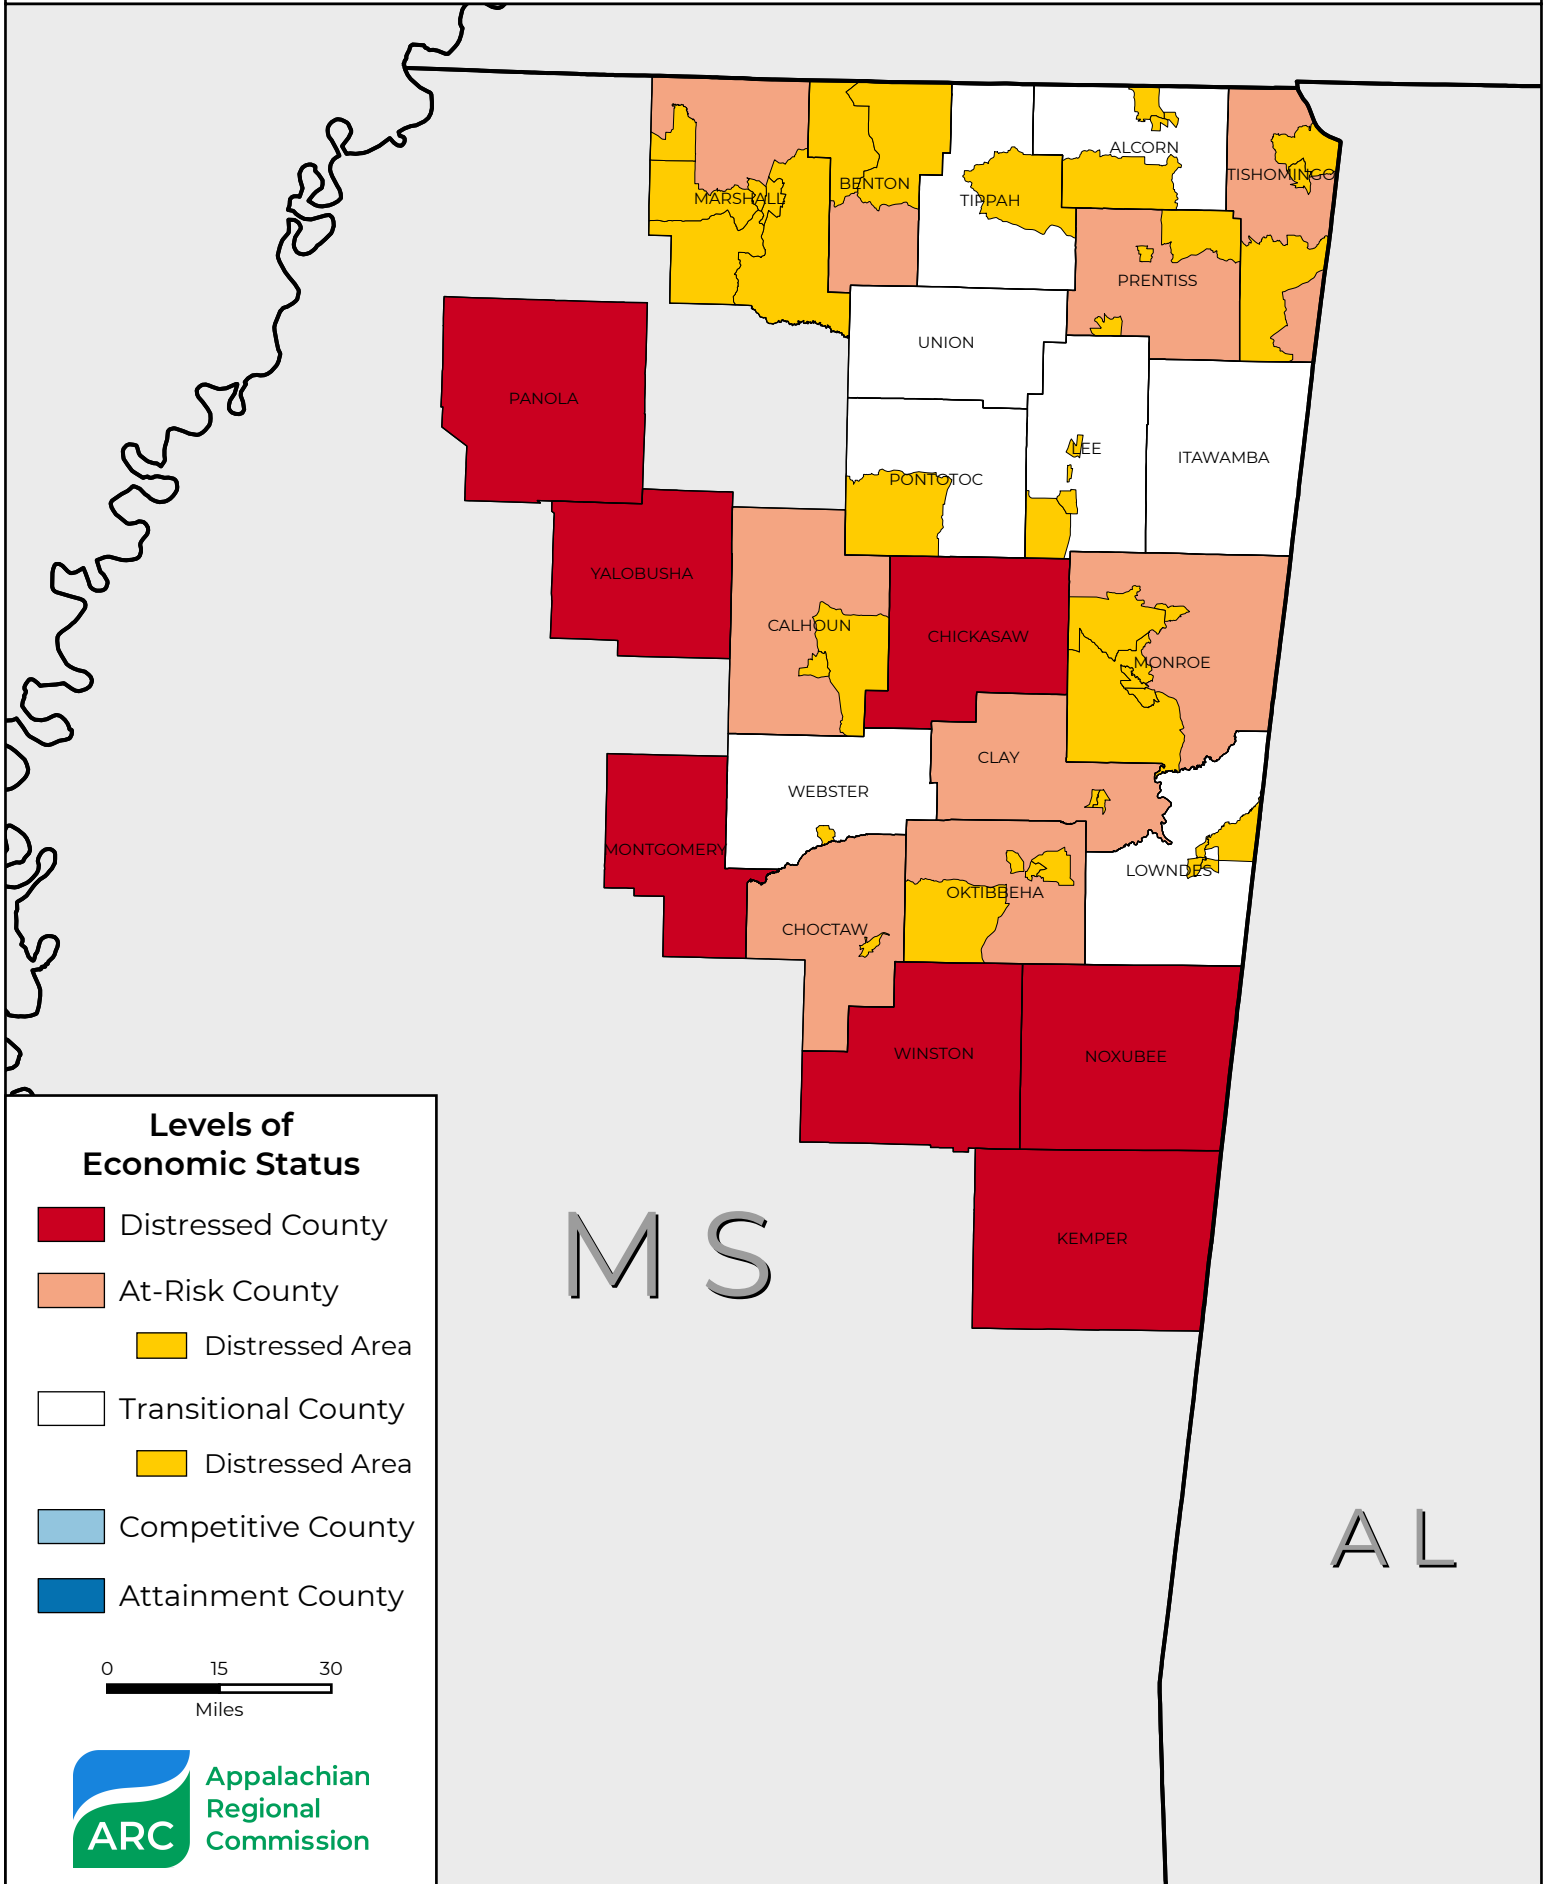 ALCORN
TISHOMINGO
BENTON
MARSHALL
TIPPAH
PRENTISS
UNION
PANOLA
LEE
ITAWAMBA
PONTOTOC
YALOBUSHA
CALHOUN
CHICKASAW
MONROE
CLAY
WEBSTER
MONTGOMERY
LOWNDES
OKTIBBEHA
CHOCTAW
WINSTON
NOXUBEE
KEMPER
MS
AL
Levels of
Economic Status
Distressed County
At-Risk County
Distressed Area
Transitional County
Distressed Area
Competitive County
Attainment County
0 15 30
Miles
ARC
Appalachian
Regional
Commission